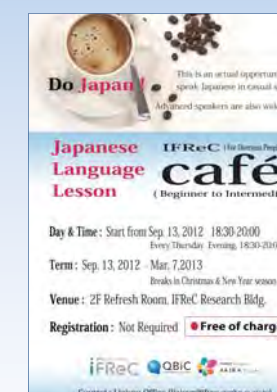 Do Japan !
This is an actual
speak Japanese in casual
Advanced speakers are also
Japanese
Language
Lesson
IFReC
café
( Beginner to
Day & Time : Start from Sep. 13, 2012 18:30-20:00
Every Thursday Evening, 18:30-20:0
Term : Sep. 13, 2012 - Mar. 7,2013
Breaks in Christmas & New Year season
Venue : 2F Refresh Room, IFReC Research Bldg.
Registration : Not Required
Free of charg
iFReC
QBiC